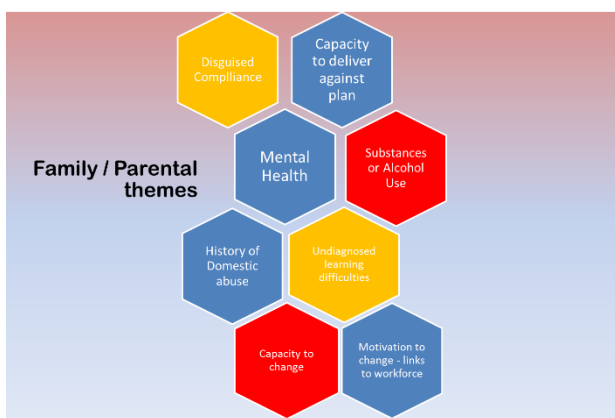 Disguised
Complliance
Capacity
to deliver
against
plan
Family / Parental
themes
Mental
Health
Substances
or Alcohol
Use
History of
Domestic
abuse
Undiagnosed
learning
difficulties
Capacity to
change
Motivation to
change - links
to workforce